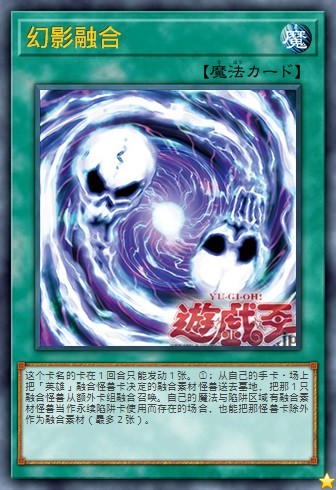 幻影融合
魔
【魔法カード】
YU-GI-OH!
遊戯王
这个卡名的卡在1回合只能发动1张。①:从自己的手卡·场上
把「英雄」融合怪兽卡决定的融合素材怪兽送去墓地,把那1只
融合怪兽从额外卡组融合召唤。自己的魔法与陷阱区域有融合素
材怪兽当作永续陷阱卡使用而存在的场合,也能把那怪兽除外
作为融合素材(最多2张)。